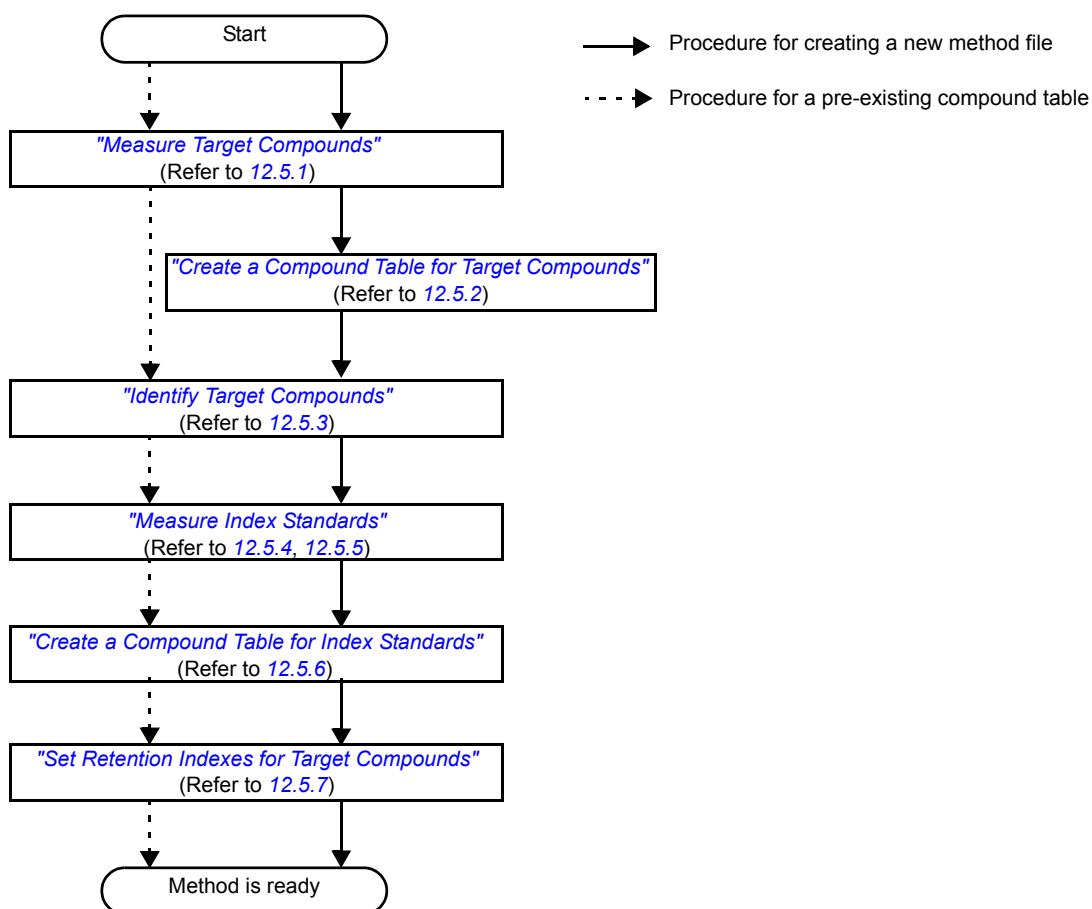 Start
Procedure for creating a new method file
Procedure for a pre-existing compound table
"Measure Target Compounds"
(Refer to 12.5.1)
"Create a Compound Table for Target Compounds"
(Refer to 12.5.2)
"Identify Target Compounds"
(Refer to 12.5.3)
"Measure Index Standards"
(Refer to 12.5.4, 12.5.5)
"Create a Compound Table for Index Standards"
(Refer to 12.5.6)
"Set Retention Indexes for Target Compounds"
(Refer to 12.5.7)
Method is ready